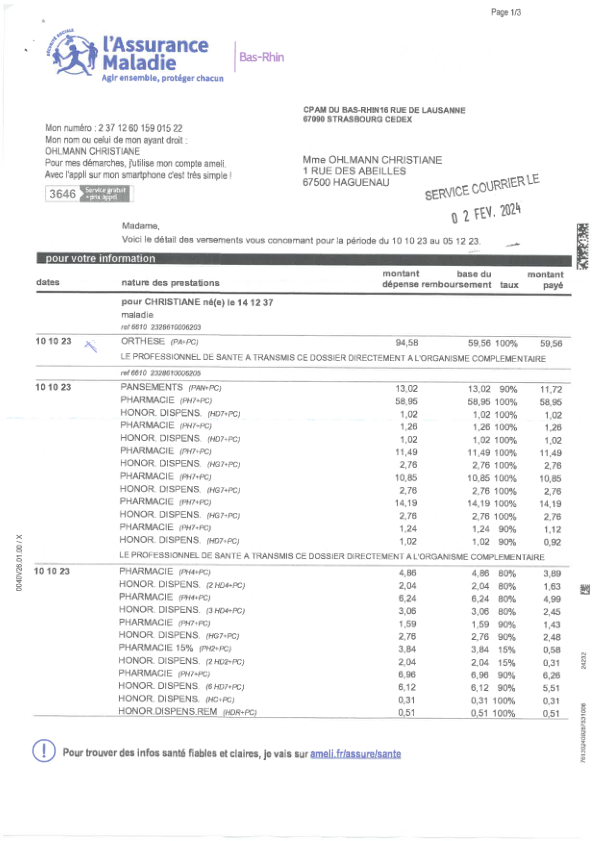 Page 1/3
SÉCURITÉ SOCIALE
l'Assurance
Maladie
Agir ensemble, protéger chacun
Bas-Rhin
CPAM DU BAS-RHIN16 RUE DE LAUSANNE
67090 STRASBOURG CEDEX
Mon numéro : 2 37 12 60 159 015 22
Mon nom ou celui de mon ayant droit :
OHLMANN CHRISTIANE
Pour mes démarches, j'utilise mon compte ameli.
Avec l'appli sur mon smartphone c'est très simple !
3646 Service gratuit + prix appel
Mme OHLMANN CHRISTIANE
1 RUE DES ABEILLES
67500 HAGUENAU
SERVICE COURRIER LE
0 2 FEV. 2024
Madame,
Voici le détail des versements vous concernant pour la période du 10 10 23 au 05 12 23.
pour votre information
dates nature des prestations montant dépense base du remboursement taux montant payé
pour CHRISTIANE né(e) le 14 12 37
maladie
ref 6610 2328610006203
10 10 23 ORTHESE (PA+PC) 94,58 59,56 100% 59,56
LE PROFESSIONNEL DE SANTE A TRANSMIS CE DOSSIER DIRECTEMENT A L'ORGANISME COMPLEMENTAIRE
ref 6610 2328610006205
10 10 23 PANSEMENTS (PAN+PC) 13,02 13,02 90% 11,72
PHARMACIE (PH7+PC) 58,95 58,95 100% 58,95
HONOR. DISPENS. (HD7+PC) 1,02 1,02 100% 1,02
PHARMACIE (PH7+PC) 1,26 1,26 100% 1,26
HONOR. DISPENS. (HD7+PC) 1,02 1,02 100% 1,02
PHARMACIE (PH7+PC) 11,49 11,49 100% 11,49
HONOR. DISPENS. (HG7+PC) 2,76 2,76 100% 2,76
PHARMACIE (PH7+PC) 10,85 10,85 100% 10,85
HONOR. DISPENS. (HG7+PC) 2,76 2,76 100% 2,76
PHARMACIE (PH7+PC) 14,19 14,19 100% 14,19
HONOR. DISPENS. (HG7+PC) 2,76 2,76 100% 2,76
PHARMACIE (PH7+PC) 1,24 1,24 90% 1,12
HONOR. DISPENS. (HD7+PC) 1,02 1,02 90% 0,92
LE PROFESSIONNEL DE SANTE A TRANSMIS CE DOSSIER DIRECTEMENT A L'ORGANISME COMPLEMENTAIRE
10 10 23 PHARMACIE (PH4+PC) 4,86 4,86 80% 3,89
HONOR. DISPENS. (2 HD4+PC) 2,04 2,04 80% 1,63
PHARMACIE (PH4+PC) 6,24 6,24 80% 4,99
HONOR. DISPENS. (3 HD4+PC) 3,06 3,06 80% 2,45
PHARMACIE (PH7+PC) 1,59 1,59 90% 1,43
HONOR. DISPENS. (HG7+PC) 2,76 2,76 90% 2,48
PHARMACIE 15% (PH2+PC) 3,84 3,84 15% 0,58
HONOR. DISPENS. (2 HD2+PC) 2,04 2,04 15% 0,31
PHARMACIE (PH7+PC) 6,96 6,96 90% 6,26
HONOR. DISPENS. (6 HD7+PC) 6,12 6,12 90% 5,51
HONOR. DISPENS. (HC+PC) 0,31 0,31 100% 0,31
HONOR.DISPENS.REM (HDR+PC) 0,51 0,51 100% 0,51
Pour trouver des infos santé fiables et claires, je vais sur ameli.fr/assure/sante
24232